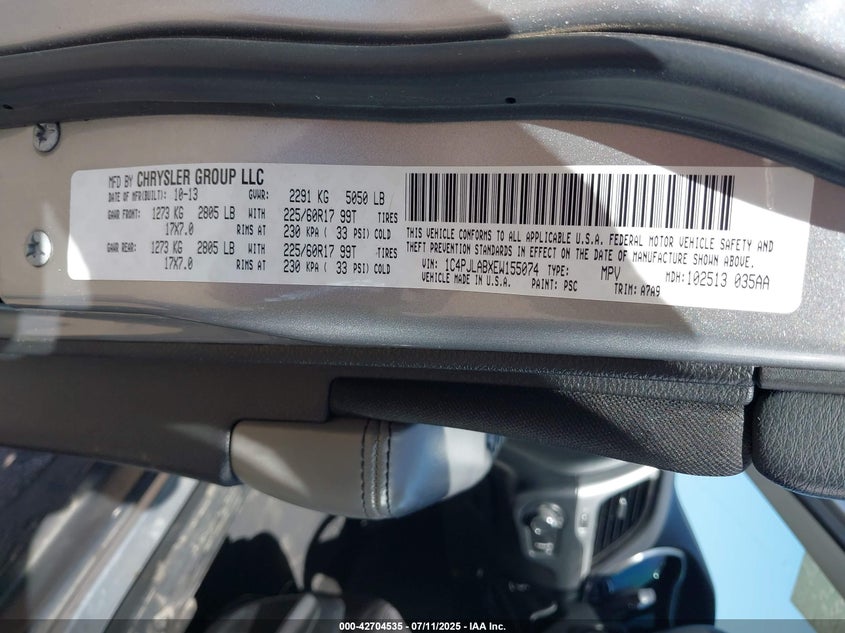 MFD BY CHRYSLER GROUP LLC
DATE OF MFR(BUILT): 10-13 GVWR: 2291 KG 5050 LB
GAWR FRONT: 1273 KG 2805 LB WITH 225/60R17 99T TIRES
17X7.0 RIMS AT 230 KPA ( 33 PSI) COLD
GAWR REAR: 1273 KG 2805 LB WITH 225/60R17 99T TIRES
17X7.0 RIMS AT 230 KPA ( 33 PSI) COLD
THIS VEHICLE CONFORMS TO ALL APPLICABLE U.S.A. FEDERAL MOTOR VEHICLE SAFETY AND
THEFT PREVENTION STANDARDS IN EFFECT ON THE DATE OF MANUFACTURE SHOWN ABOVE.
VIN: 1C4PJLABXEW155074 TYPE: MPV MDH: 102513 035AA
VEHICLE MADE IN U.S.A. PAINT: PSC TRIM: A7A9
000-42704535 - 07/11/2025 - IAA Inc.